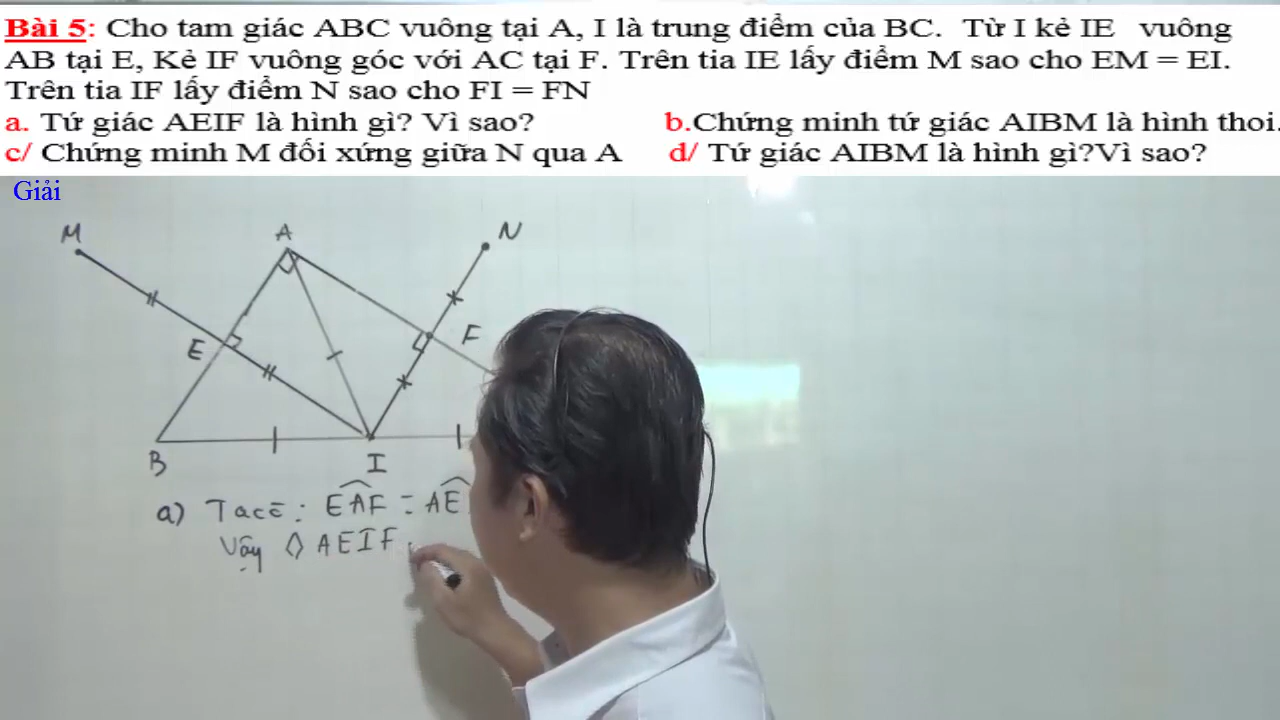 Bài 5: Cho tam giác ABC vuông tại A, I là trung điểm của BC. Từ I kẻ IE vuông
AB tại E, Kẻ IF vuông góc với AC tại F. Trên tia IE lấy điểm M sao cho EM = EI.
Trên tia IF lấy điểm N sao cho FI = FN
a. Tứ giác AEIF là hình gì? Vì sao?
b.Chứng minh tứ giác AIBM là hình thoi.
c/ Chứng minh M đối xứng giữa N qua A
d/ Tứ giác AIBM là hình gì?Vì sao?
Giải
M
A
N
E
F
B
I
a) Ta có: EAF = AE
Vậy ◊ AEIF